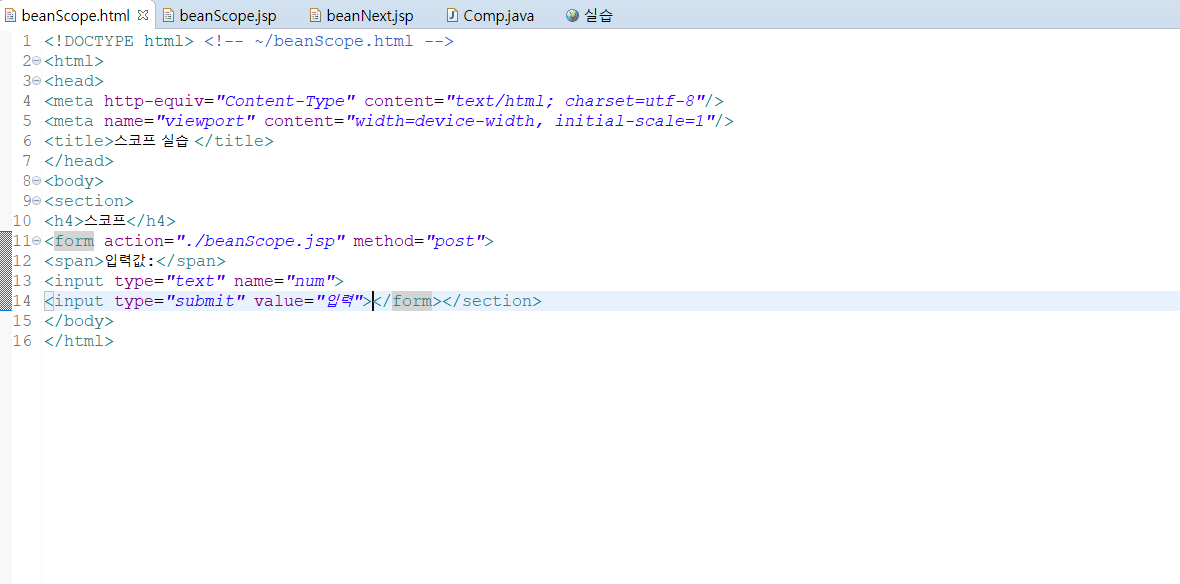 beanScope.html beanScope.jsp beanNext.jsp Comp.java 실습
1 <!DOCTYPE html> <!-- ~/beanScope.html -->
2 <html>
3 <head>
4 <meta http-equiv="Content-Type" content="text/html; charset=utf-8"/>
5 <meta name="viewport" content="width=device-width, initial-scale=1"/>
6 <title>스코프 실습 </title>
7 </head>
8 <body>
9 <section>
10 <h4>스코프</h4>
11 <form action="./beanScope.jsp" method="post">
12 <span>입력값:</span>
13 <input type="text" name="num">
14 <input type="submit" value="입력"></form></section>
15 </body>
16 </html>